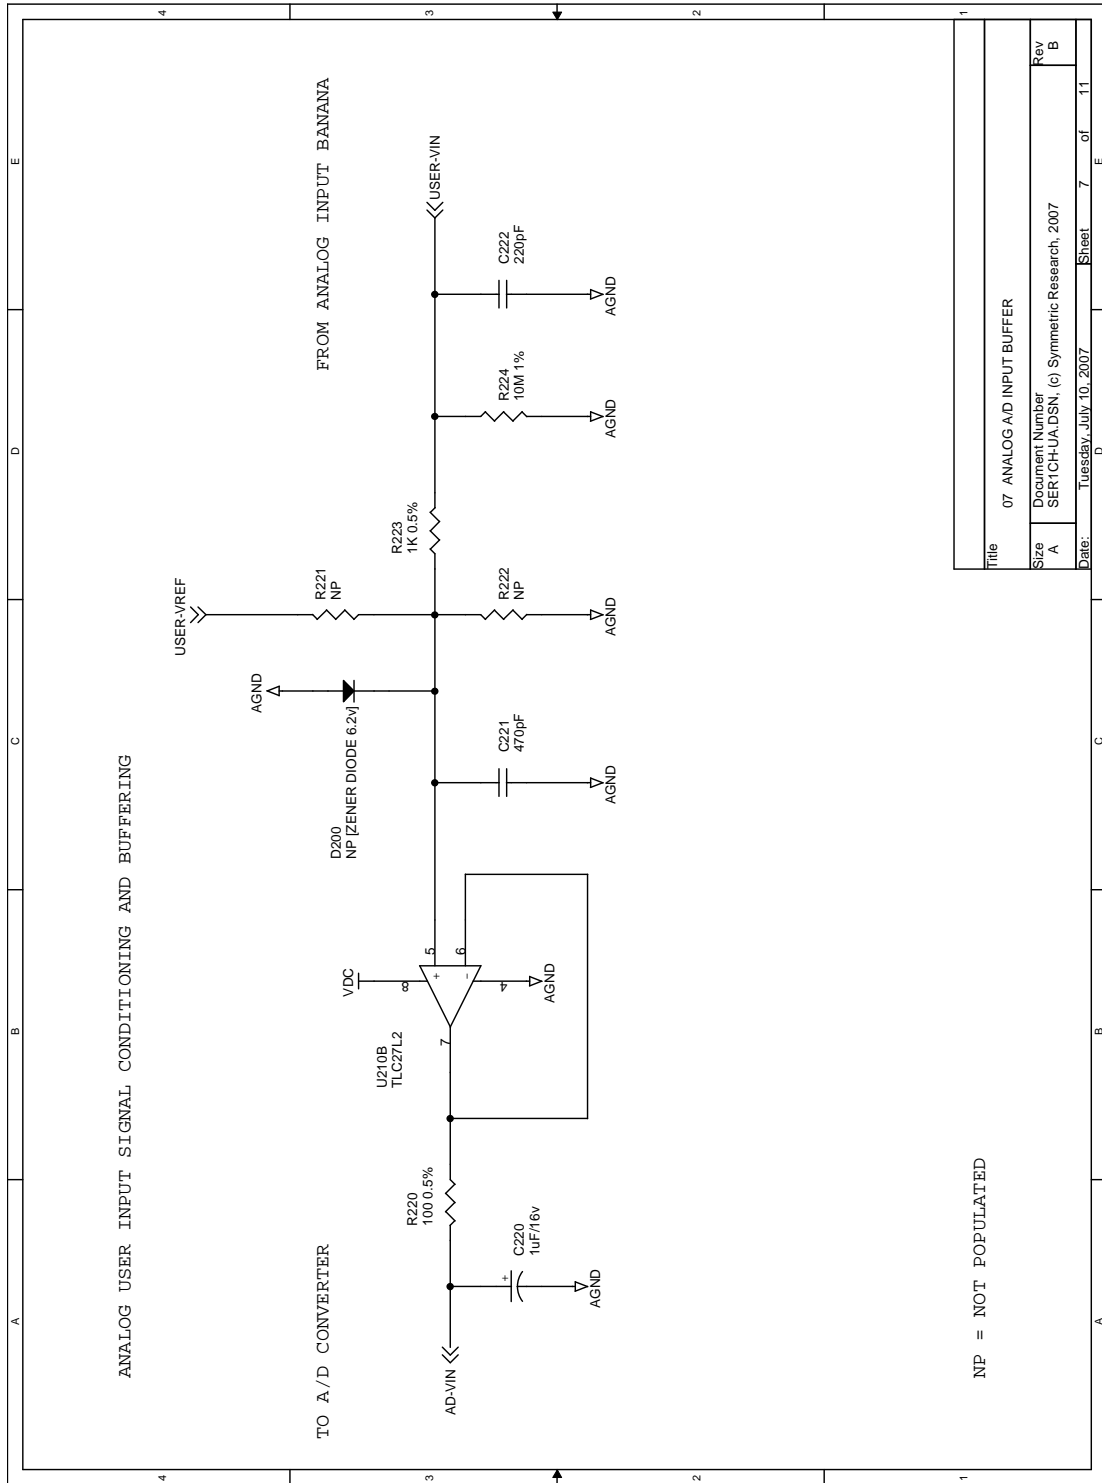 A
B
C
D
E
4
3
2
1
ANALOG USER INPUT SIGNAL CONDITIONING AND BUFFERING
TO A/D CONVERTER
FROM ANALOG INPUT BANANA
AD-VIN
C220
1uF/16v
AGND
R220
100 0.5%
U210B
TLC27L2
VDC
8
5
+
6
-
7
4
AGND
D200
NP [ZENER DIODE 6.2v]
AGND
C221
470pF
AGND
USER-VREF
R221
NP
R222
NP
AGND
R223
1K 0.5%
R224
10M 1%
AGND
C222
220pF
AGND
USER-VIN
+
NP = NOT POPULATED
Title
07 ANALOG A/D INPUT BUFFER
Size
A
Document Number
SER1CH-UA.DSN, (c) Symmetric Research, 2007
Rev
B
Date: Tuesday, July 10, 2007 Sheet 7 of 11
A
B
C
D
E
4
3
2
1